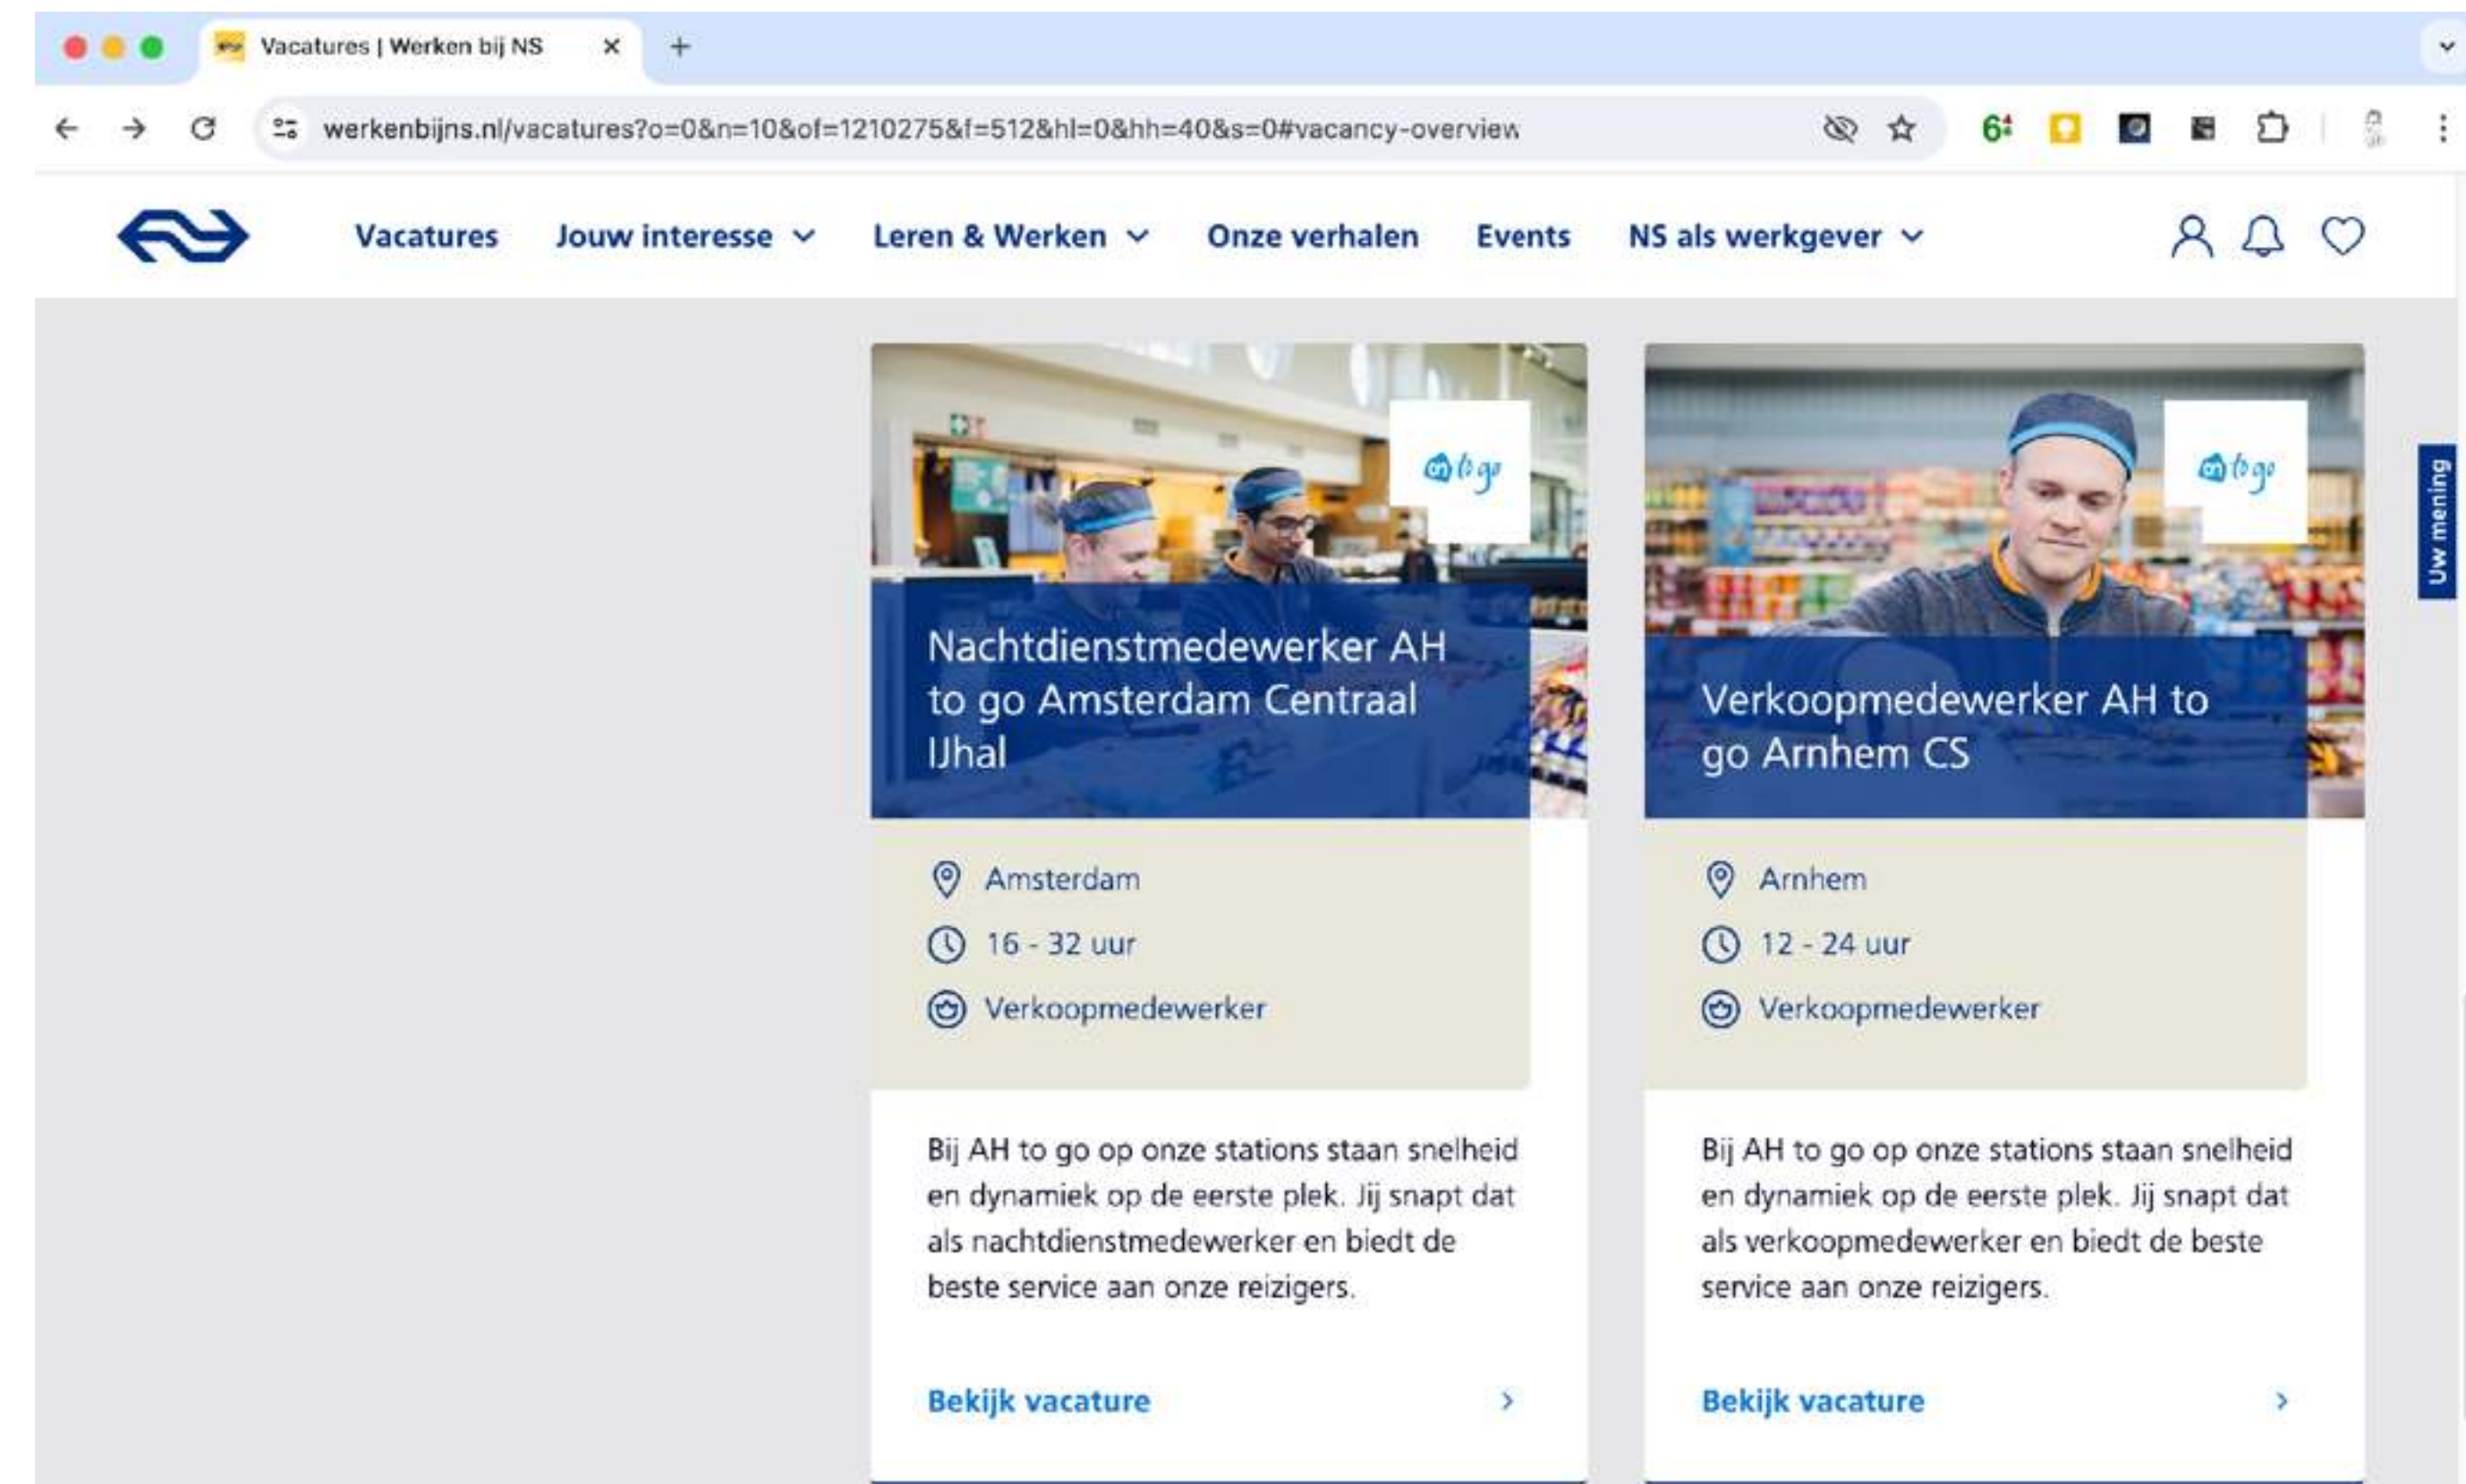 Vacatures | Werken bij NS
werkenbijns.nl/vacatures?o=0&n=10&of=1210275&f=512&hl=0&hh=40&s=0#vacancy-overview
Vacatures Jouw interesse Leren & Werken Onze verhalen Events NS als werkgever
to go
Nachtdienstmedewerker AH
to go Amsterdam Centraal
IJhal
Amsterdam
16 - 32 uur
Verkoopmedewerker
Bij AH to go op onze stations staan snelheid
en dynamiek op de eerste plek. Jij snapt dat
als nachtdienstmedewerker en biedt de
beste service aan onze reizigers.
Bekijk vacature
to go
Verkoopmedewerker AH to
go Arnhem CS
Arnhem
12 - 24 uur
Verkoopmedewerker
Bij AH to go op onze stations staan snelheid
en dynamiek op de eerste plek. Jij snapt dat
als verkoopmedewerker en biedt de beste
service aan onze reizigers.
Bekijk vacature
Uw mening